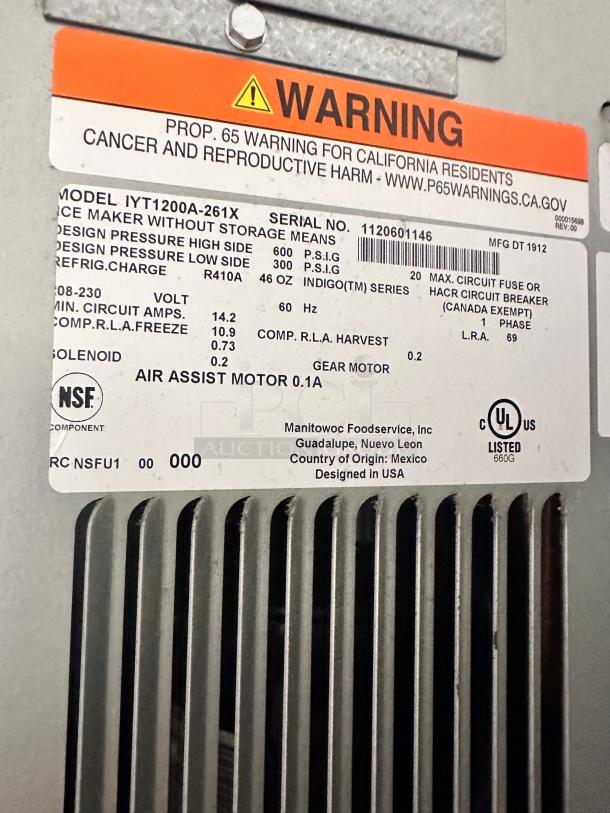 WARNING
PROP. 65 WARNING FOR CALIFORNIA RESIDENTS
CANCER AND REPRODUCTIVE HARM - WWW.P65WARNINGS.CA.GOV
REV: 00
MODEL IYT1200A-261X SERIAL NO. 1120601146 MFG DT 1912
ICE MAKER WITHOUT STORAGE MEANS
DESIGN PRESSURE HIGH SIDE 600 P.S.I.G
DESIGN PRESSURE LOW SIDE 300 P.S.I.G
REFRIG.CHARGE R410A 46 OZ INDIGO(TM) SERIES
20 MAX. CIRCUIT FUSE OR
HACR CIRCUIT BREAKER
(CANADA EXEMPT)
08-230 VOLT 60 Hz 1 PHASE
MIN. CIRCUIT AMPS. 14.2
COMP.R.L.A.FREEZE 10.9 COMP. R.L.A. HARVEST L.R.A. 69
0.73
SOLENOID 0.2 GEAR MOTOR 0.2
AIR ASSIST MOTOR 0.1A
NSF
COMPONENT
Manitowoc Foodservice, Inc
Guadalupe, Nuevo Leon
Country of Origin: Mexico
Designed in USA
C UL US
LISTED
660G
RC NSFU1 00 000
PCI
AUCTION